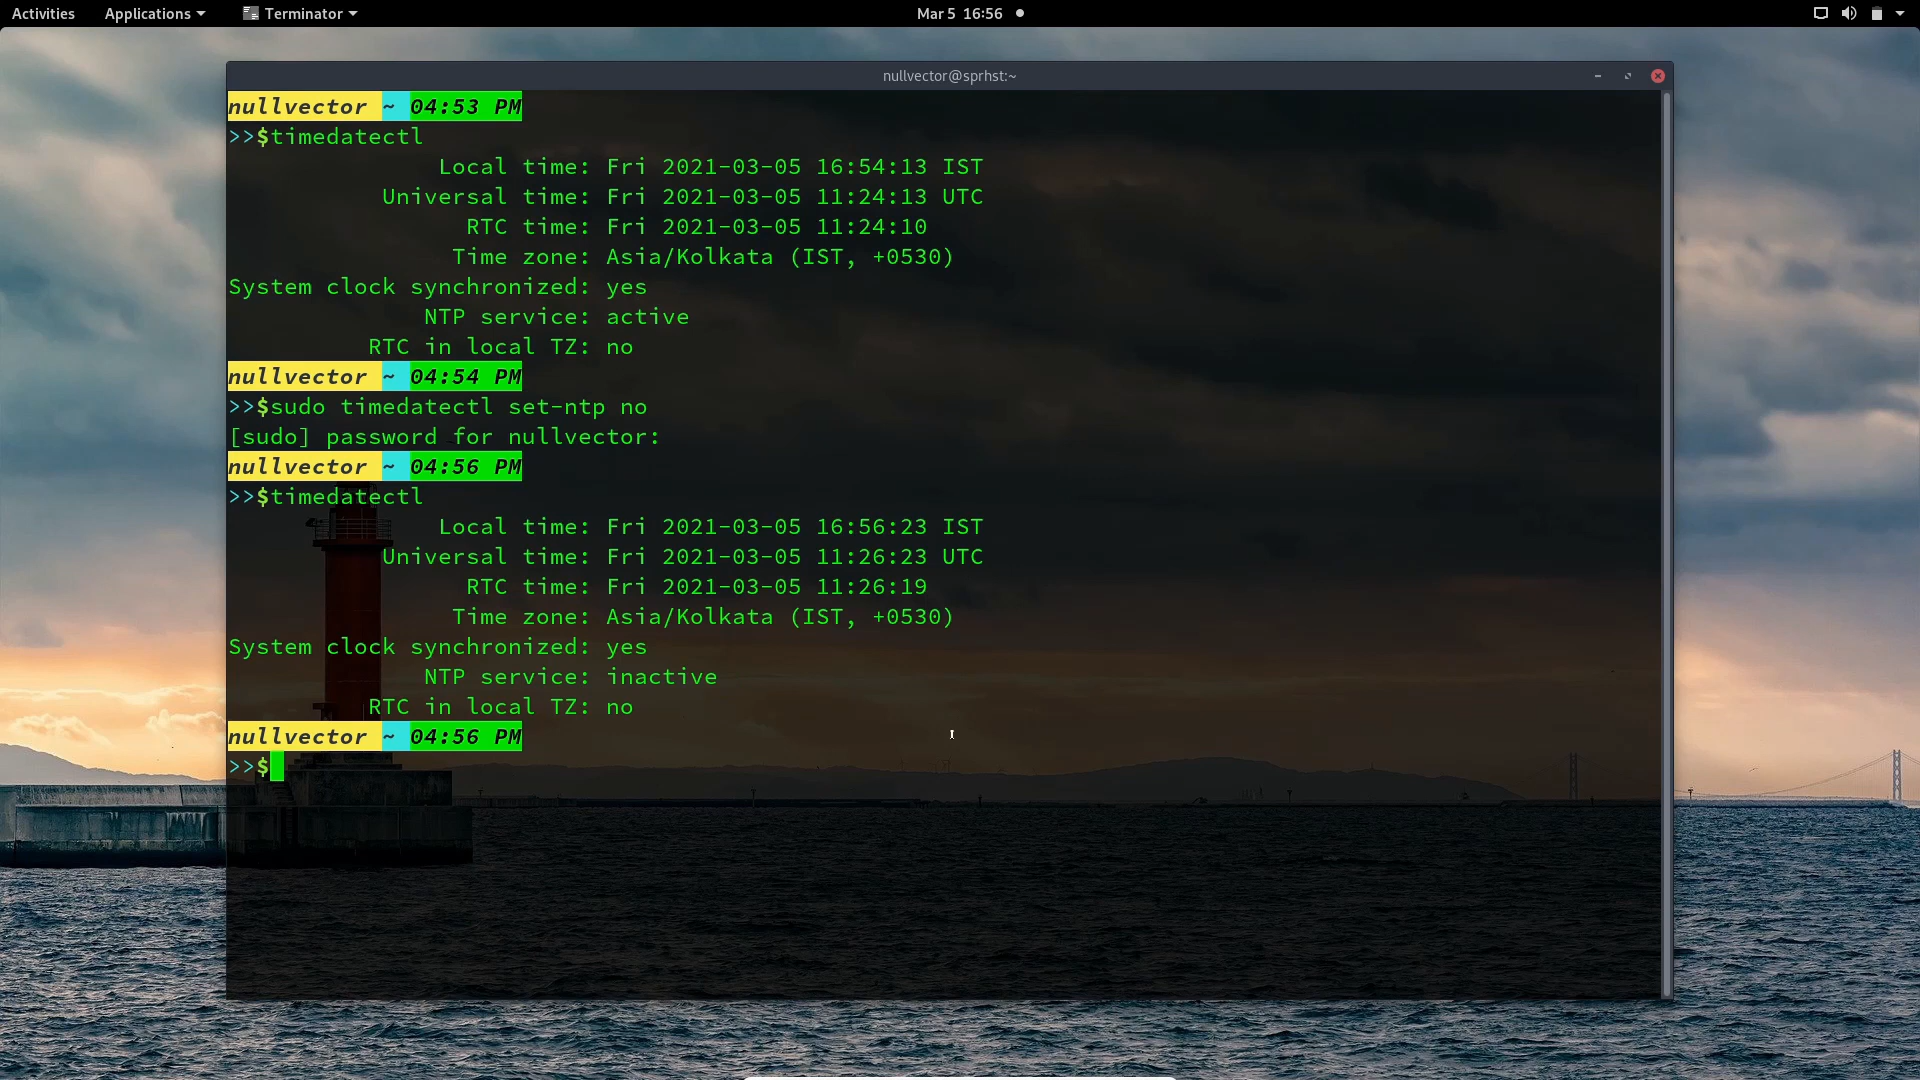 Activities Applications Terminator Mar 5 16:56
nullvector@sprhst:~
nullvector ~ 04:53 PM
>>$timedatectl
Local time: Fri 2021-03-05 16:54:13 IST
Universal time: Fri 2021-03-05 11:24:13 UTC
RTC time: Fri 2021-03-05 11:24:10
Time zone: Asia/Kolkata (IST, +0530)
System clock synchronized: yes
NTP service: active
RTC in local TZ: no
nullvector ~ 04:54 PM
>>$sudo timedatectl set-ntp no
[sudo] password for nullvector:
nullvector ~ 04:56 PM
>>$timedatectl
Local time: Fri 2021-03-05 16:56:23 IST
Universal time: Fri 2021-03-05 11:26:23 UTC
RTC time: Fri 2021-03-05 11:26:19
Time zone: Asia/Kolkata (IST, +0530)
System clock synchronized: yes
NTP service: inactive
RTC in local TZ: no
nullvector ~ 04:56 PM
>>$